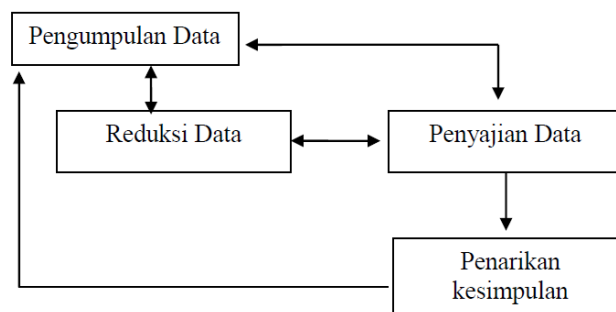 Pengumpulan Data
Reduksi Data
Penyajian Data
Penarikan
kesimpulan